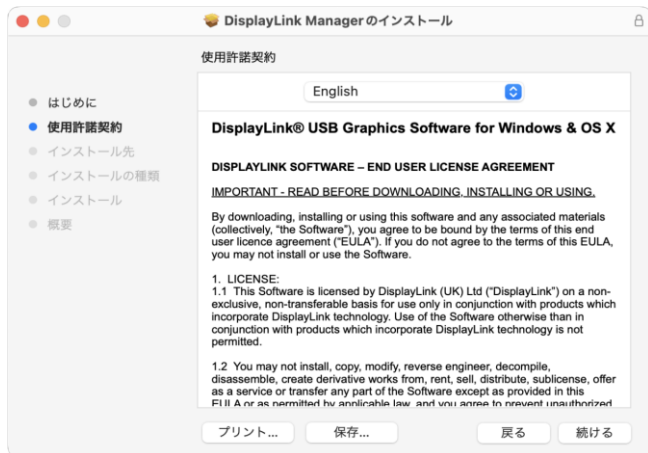 DisplayLink Managerのインストール
使用許諾契約
はじめに
使用許諾契約
インストール先
インストールの種類
インストール
概要
English
DisplayLink® USB Graphics Software for Windows & OS X
DISPLAYLINK SOFTWARE – END USER LICENSE AGREEMENT
IMPORTANT - READ BEFORE DOWNLOADING, INSTALLING OR USING.
By downloading, installing or using this software and any associated materials
(collectively, “the Software”), you agree to be bound by the terms of this end
user licence agreement (“EULA”). If you do not agree to the terms of this EULA,
you may not install or use the Software.
1. LICENSE:
1.1 This Software is licensed by DisplayLink (UK) Ltd (“DisplayLink”) on a non-
exclusive, non-transferable basis for use only in conjunction with products which
incorporate DisplayLink technology. Use of the Software otherwise than in
conjunction with products which incorporate DisplayLink technology is not
permitted.
1.2 You may not install, copy, modify, reverse engineer, decompile,
disassemble, create derivative works from, rent, sell, distribute, sublicense, offer
as a service or transfer any part of the Software except as provided in this
EULA or as permitted by applicable law, and you agree to prevent unauthorized
プリント...
保存...
戻る
続ける